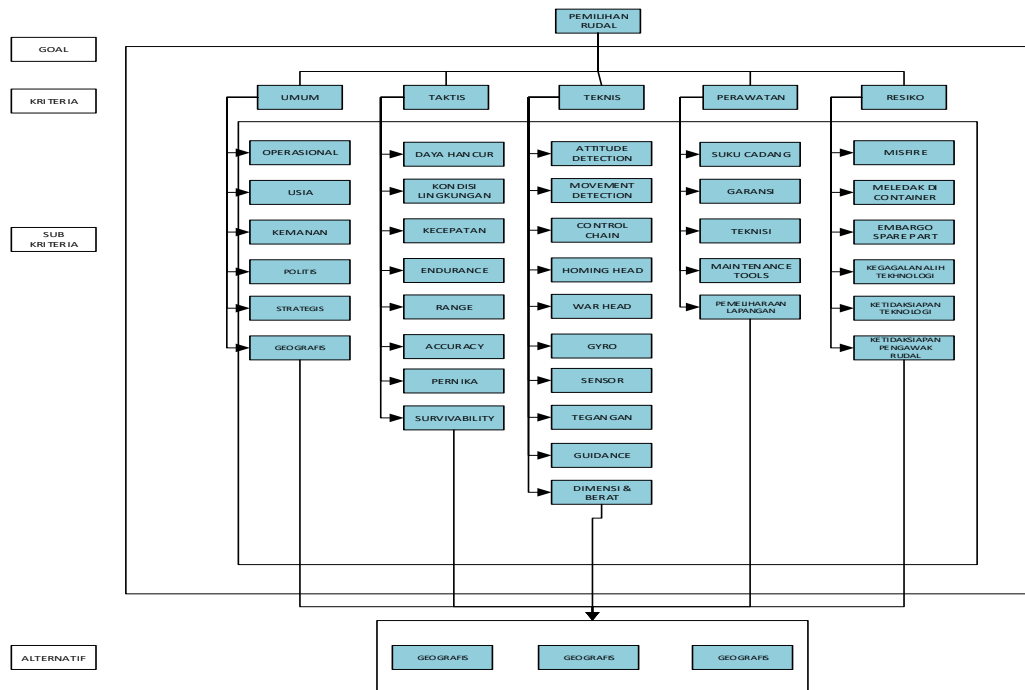 PEMILIHAN
RUDAL
GOAL
KRITERIA
UMUM
TAKTIS
TEKNIS
PERAWATAN
RESIKO
SUB
KRITERIA
OPERASIONAL
USIA
KEMANAN
POLITIS
STRATEGIS
GEOGRAFIS
DAYA HANCUR
KONDISI
LINGKUNGAN
KECEPATAN
ENDURANCE
RANGE
ACCURACY
PERNIKA
SURVIVABILITY
ATTITUDE
DETECTION
MOVEMENT
DETECTION
CONTROL
CHAIN
HOMING HEAD
WAR HEAD
GYRO
SENSOR
TEGANGAN
GUIDANCE
DIMENSI &
BERAT
SUKU CADANG
GARANSI
TEKNISI
MAINTENANCE
TOOLS
PEMELIHARAAN
LAPANGAN
MISFIRE
MELEDAK DI
CONTAINER
EMBARGO
SPARE PART
KEGAGALAN ALIH
TEKHNOLOGI
KETIDAKSIAPAN
TEKNOLOGI
KETIDAKSIAPAN
PENGAWAK
RUDAL
ALTERNATIF
GEOGRAFIS
GEOGRAFIS
GEOGRAFIS